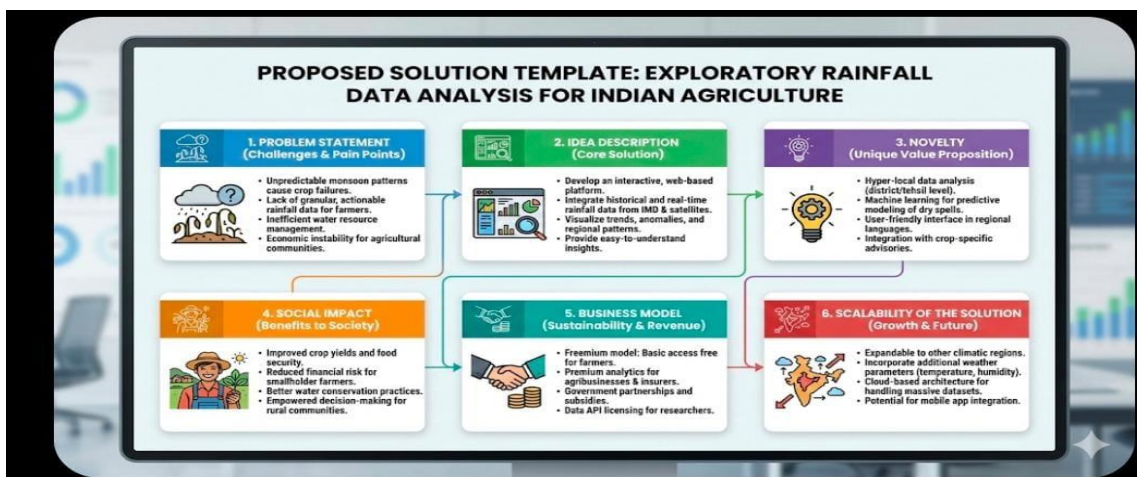 PROPOSED SOLUTION TEMPLATE: EXPLORATORY RAINFALL
DATA ANALYSIS FOR INDIAN AGRICULTURE
1. PROBLEM STATEMENT
(Challenges & Pain Points)
• Unpredictable monsoon patterns
cause crop failures.
• Lack of granular, actionable
rainfall data for farmers.
• Inefficient water resource
management.
• Economic instability for agricultural
communities.
2. IDEA DESCRIPTION
(Core Solution)
• Develop an interactive, web-based
platform.
• Integrate historical and real-time
rainfall data from IMD & satellites.
• Visualize trends, anomalies, and
regional patterns.
• Provide easy-to-understand
insights.
3. NOVELTY
(Unique Value Proposition)
• Hyper-local data analysis
(district/tehsil level).
• Machine learning for predictive
modeling of dry spells.
• User-friendly interface in regional
languages.
• Integration with crop-specific
advisories.
4. SOCIAL IMPACT
(Benefits to Society)
• Improved crop yields and food
security.
• Reduced financial risk for
smallholder farmers.
• Better water conservation practices.
• Empowered decision-making for
rural communities.
5. BUSINESS MODEL
(Sustainability & Revenue)
• Freemium model: Basic access free
for farmers.
• Premium analytics for
agribusinesses & insurers.
• Government partnerships and
subsidies.
• Data API licensing for researchers.
6. SCALABILITY OF THE SOLUTION
(Growth & Future)
• Expandable to other climatic regions.
• Incorporate additional weather
parameters (temperature, humidity).
• Cloud-based architecture for
handling massive datasets.
• Potential for mobile app integration.